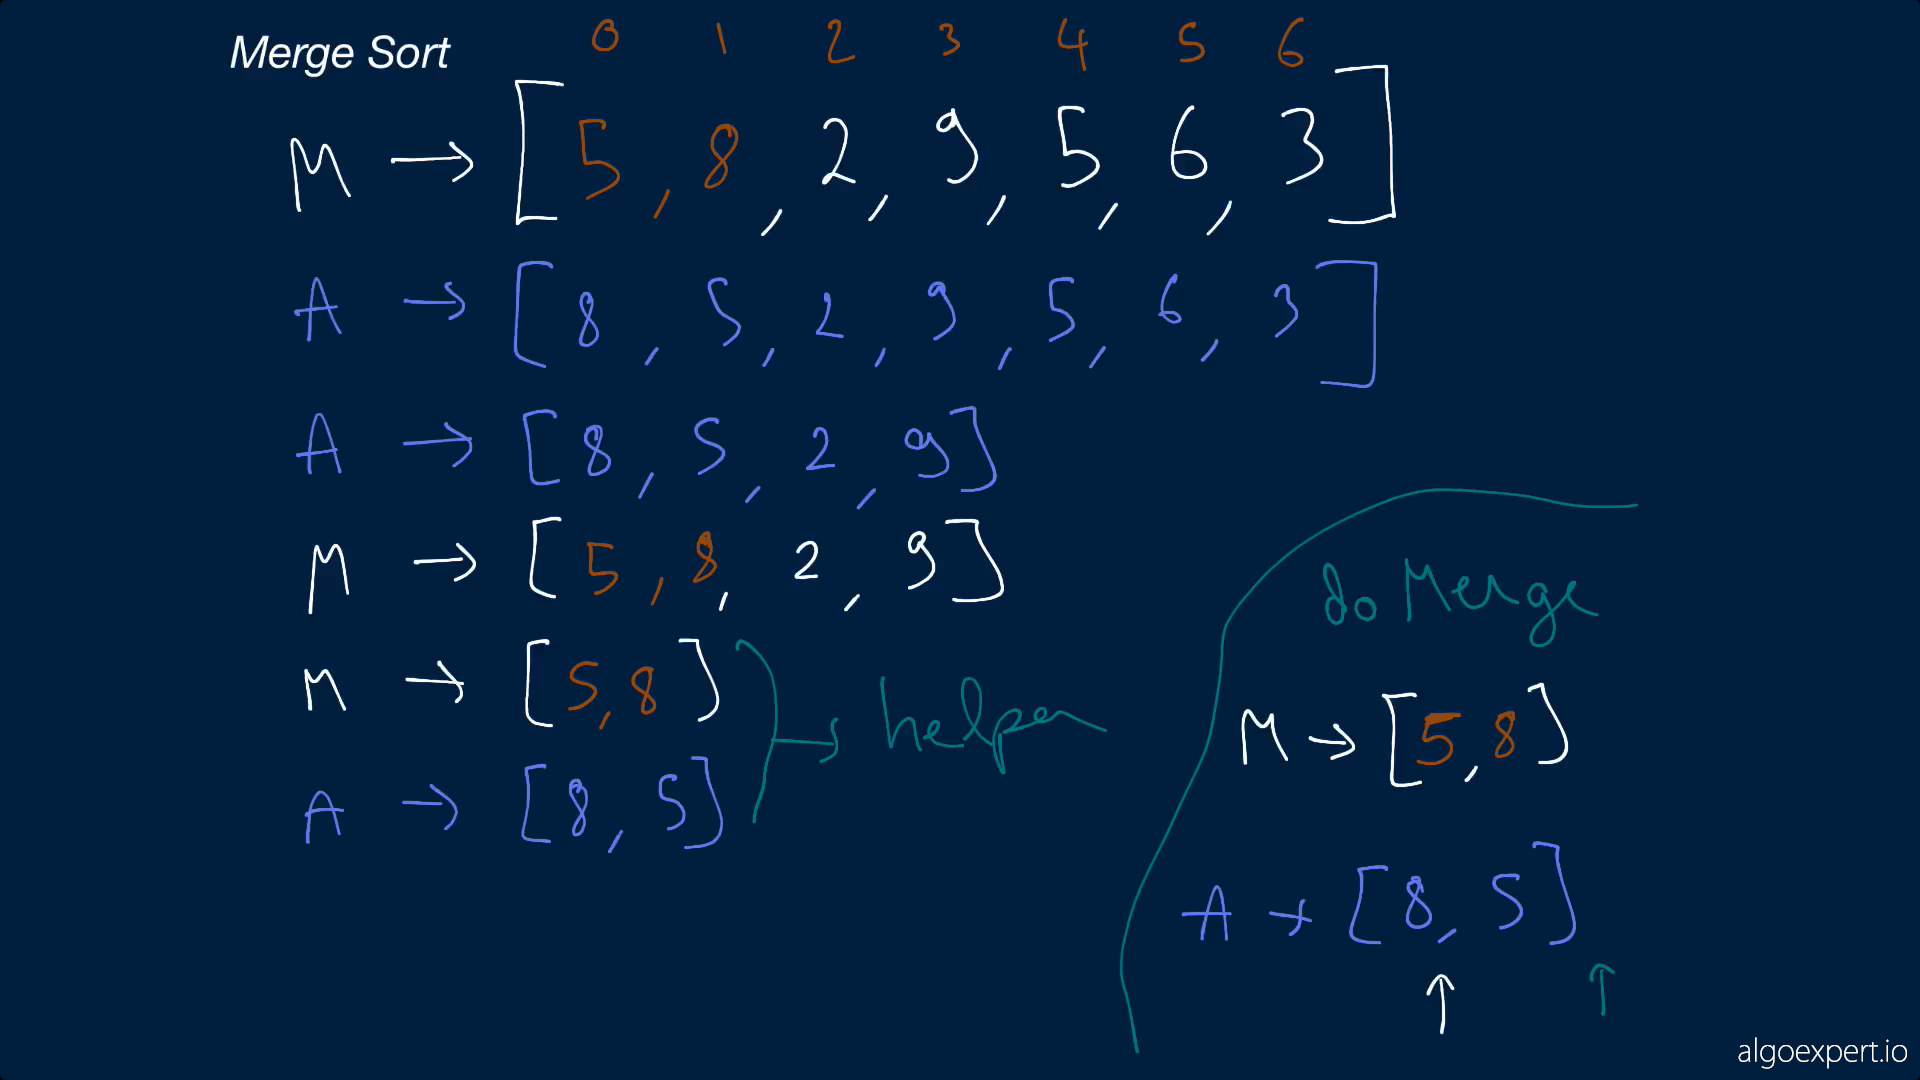 Merge Sort
0 1 2 3 4 5 6
M → [5, 8, 2, 9, 5, 6, 3]
A → [8, 5, 2, 9, 5, 6, 3]
A → [8, 5, 2, 9]
M → [5, 8, 2, 9]
M → [5, 8]
→ helper
A → [8, 5]
do Merge
M → [5, 8]
A → [8, 5]
↑ ↑
algoexpert.io